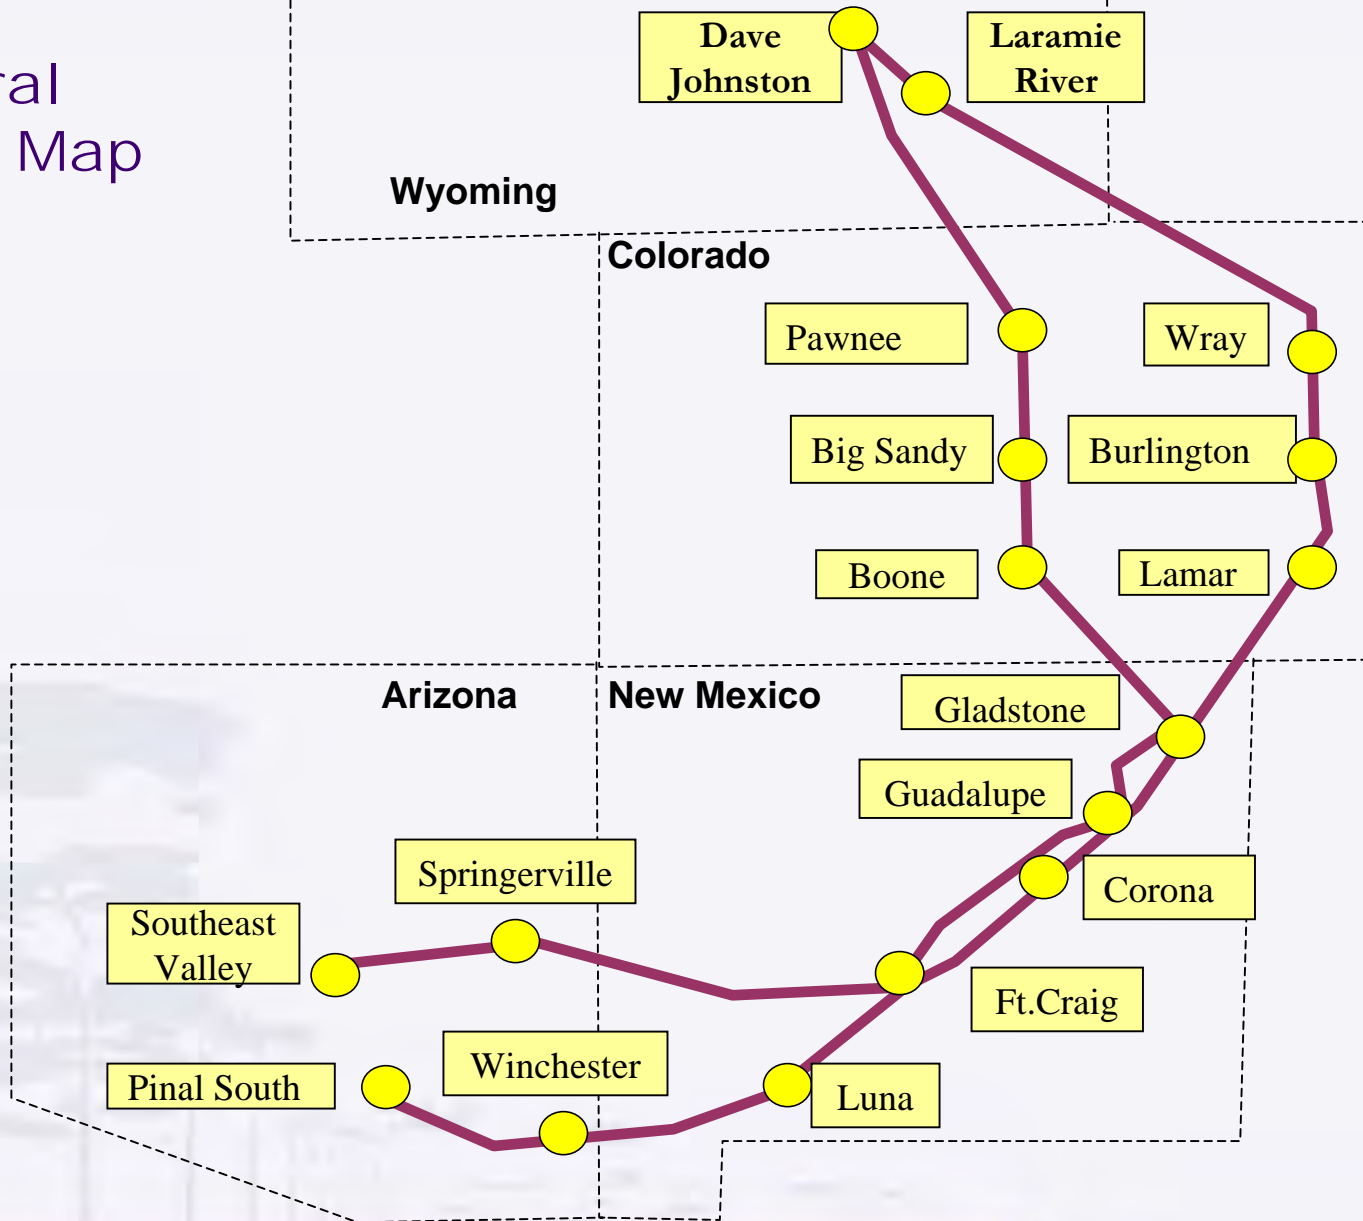 ral
Map
Dave
Johnston
Laramie
River
Wyoming
Colorado
Pawnee
Wray
Big Sandy
Burlington
Boone
Lamar
Arizona
New Mexico
Gladstone
Guadalupe
Springerville
Corona
Southeast
Valley
Ft.Craig
Winchester
Pinal South
Luna